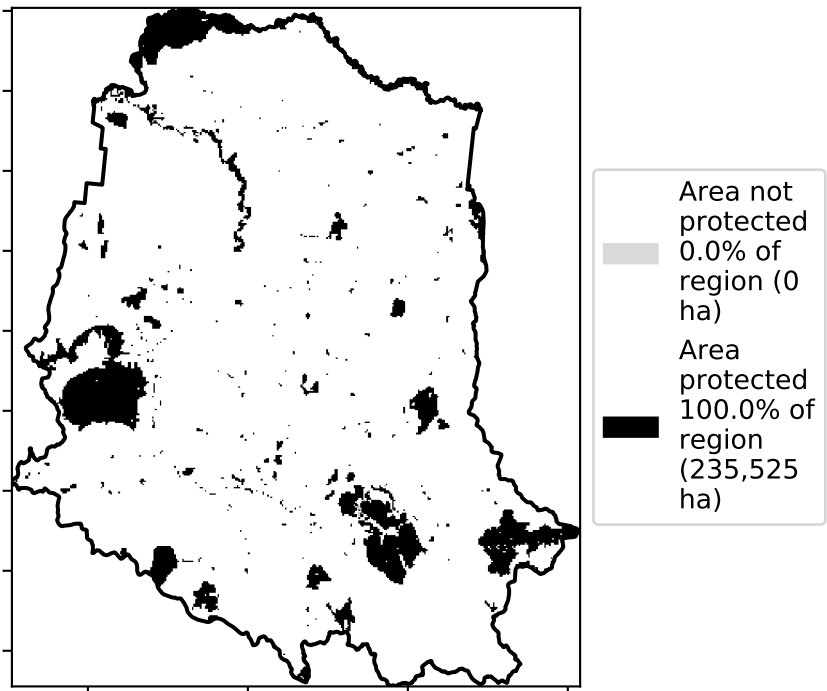 Area not
protected
0.0% of
region (0
ha)
Area
protected
100.0% of
region
(235,525
ha)